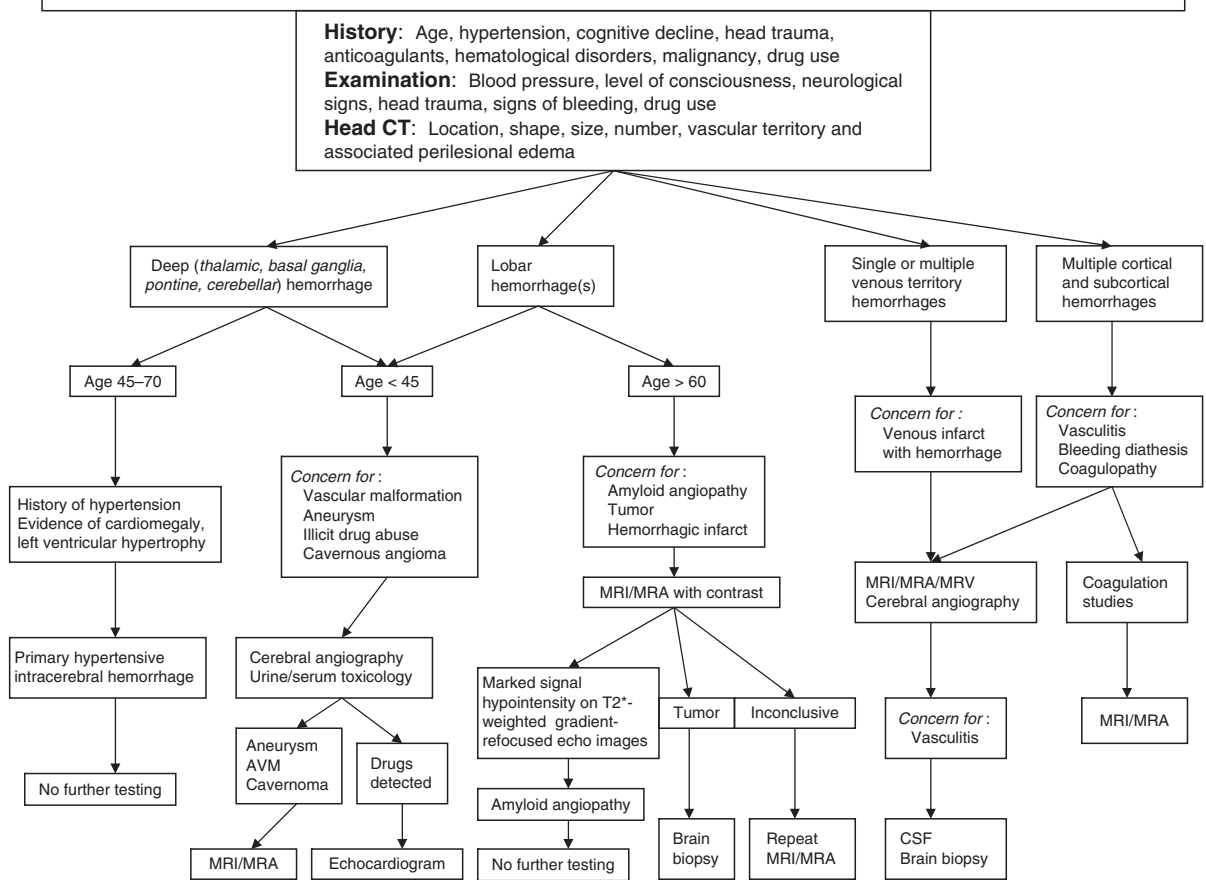 History: Age, hypertension, cognitive decline, head trauma,
anticoagulants, hematological disorders, malignancy, drug use
Examination: Blood pressure, level of consciousness, neurological
signs, head trauma, signs of bleeding, drug use
Head CT: Location, shape, size, number, vascular territory and
associated perilesional edema
Deep (thalamic, basal ganglia,
pontine, cerebellar) hemorrhage
Lobar
hemorrhage(s)
Single or multiple
venous territory
hemorrhages
Multiple cortical
and subcortical
hemorrhages
Age 45–70
Age < 45
Age > 60
Concern for :
Venous infarct
with hemorrhage
Concern for :
Vasculitis
Bleeding diathesis
Coagulopathy
History of hypertension
Evidence of cardiomegaly,
left ventricular hypertrophy
Concern for :
Vascular malformation
Aneurysm
Illicit drug abuse
Cavernous angioma
Concern for :
Amyloid angiopathy
Tumor
Hemorrhagic infarct
MRI/MRA with contrast
MRI/MRA/MRV
Cerebral angiography
Coagulation
studies
Primary hypertensive
intracerebral hemorrhage
Cerebral angiography
Urine/serum toxicology
Marked signal
hypointensity on T2*-
weighted gradient-
refocused echo images
Tumor
Inconclusive
Concern for :
Vasculitis
MRI/MRA
No further testing
Aneurysm
AVM
Cavernoma
Drugs
detected
Amyloid angiopathy
Brain
biopsy
Repeat
MRI/MRA
CSF
Brain biopsy
MRI/MRA
Echocardiogram
No further testing